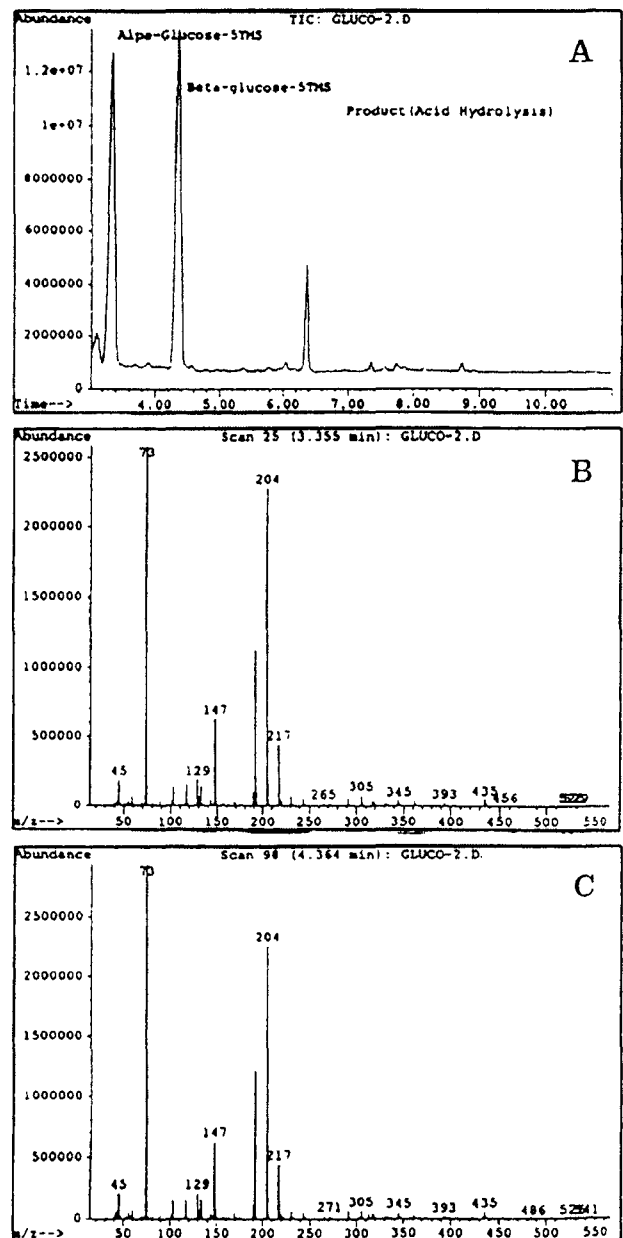 Abundance TIC: GLUCO-2.D
Alpa-Glucose-5TMS
A
1.2e+07
Beta-glucose-5TMS
Product(Acid Hydrolysis)
1e+07
8000000
6000000
4000000
2000000
0
Time--> 4.00 5.00 6.00 7.00 8.00 9.00 10.00
Abundance Scan 25 (3.355 min): GLUCO-2.D
2500000 73
B
204
2000000
1500000
1000000
147
500000
217
45 129
265 305 345 393 435 456
0
m/z--> 50 100 150 200 250 300 350 400 450 500 550
Abundance Scan 98 (4.364 min): GLUCO-2.D.
73
C
2500000
204
2000000
1500000
1000000
147
500000
217
45 129
271 305 345 393 435 486
0
m/z--> 50 100 150 200 250 300 350 400 450 500 550